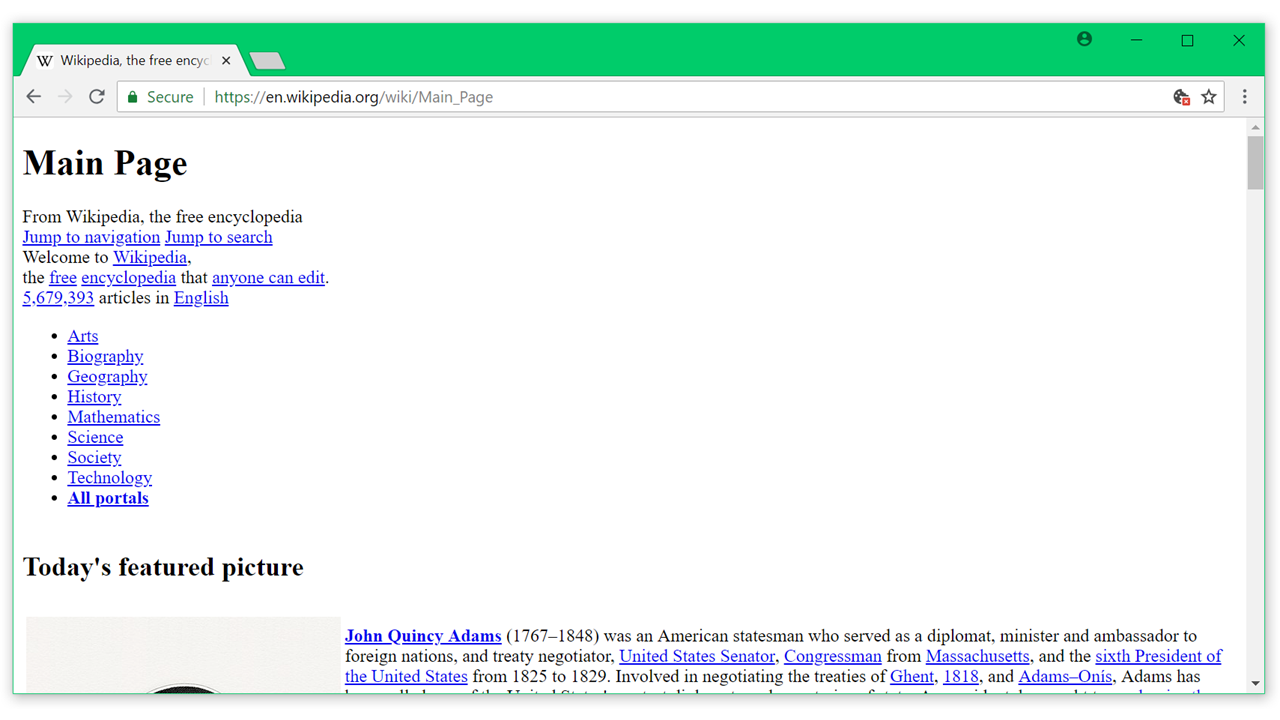 Wikipedia, the free encyc
Secure https://en.wikipedia.org/wiki/Main_Page
Main Page
From Wikipedia, the free encyclopedia
Jump to navigation Jump to search
Welcome to Wikipedia,
the free encyclopedia that anyone can edit.
5,679,393 articles in English
Arts
Biography
Geography
History
Mathematics
Science
Society
Technology
All portals
Today's featured picture
John Quincy Adams (1767–1848) was an American statesman who served as a diplomat, minister and ambassador to
foreign nations, and treaty negotiator, United States Senator, Congressman from Massachusetts, and the sixth President of
the United States from 1825 to 1829. Involved in negotiating the treaties of Ghent, 1818, and Adams–Onís, Adams has